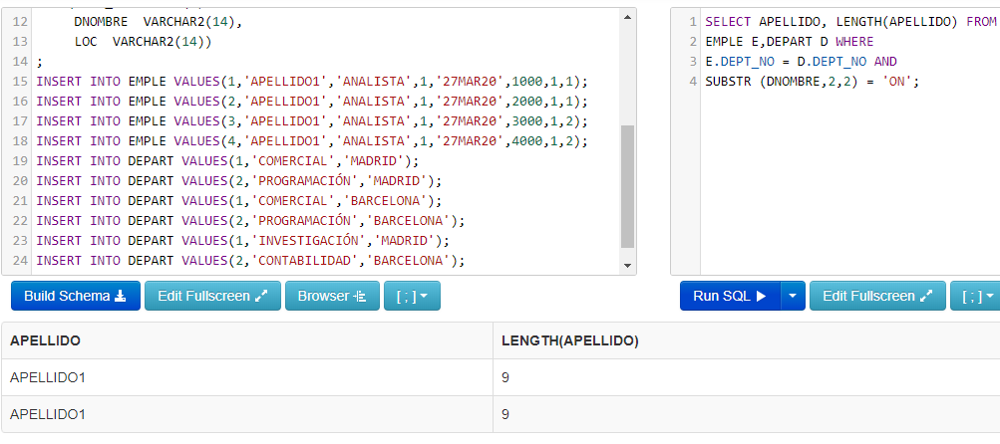 12 DNOMBRE VARCHAR2(14),
13 LOC VARCHAR2(14))
14 ;
15 INSERT INTO EMPLE VALUES(1,'APELLIDO1','ANALISTA',1,'27MAR20',1000,1,1);
16 INSERT INTO EMPLE VALUES(2,'APELLIDO1','ANALISTA',1,'27MAR20',2000,1,1);
17 INSERT INTO EMPLE VALUES(3,'APELLIDO1','ANALISTA',1,'27MAR20',3000,1,2);
18 INSERT INTO EMPLE VALUES(4,'APELLIDO1','ANALISTA',1,'27MAR20',4000,1,2);
19 INSERT INTO DEPART VALUES(1,'COMERCIAL','MADRID');
20 INSERT INTO DEPART VALUES(2,'PROGRAMACIÓN','MADRID');
21 INSERT INTO DEPART VALUES(1,'COMERCIAL','BARCELONA');
22 INSERT INTO DEPART VALUES(2,'PROGRAMACIÓN','BARCELONA');
23 INSERT INTO DEPART VALUES(1,'INVESTIGACIÓN','MADRID');
24 INSERT INTO DEPART VALUES(2,'CONTABILIDAD','BARCELONA');
Build Schema Edit Fullscreen Browser [ ; ]
1 SELECT APELLIDO, LENGTH(APELLIDO) FROM
2 EMPLE E,DEPART D WHERE
3 E.DEPT_NO = D.DEPT_NO AND
4 SUBSTR (DNOMBRE,2,2) = 'ON';
Run SQL Edit Fullscreen [ ; ]
APELLIDO LENGTH(APELLIDO)
APELLIDO1 9
APELLIDO1 9